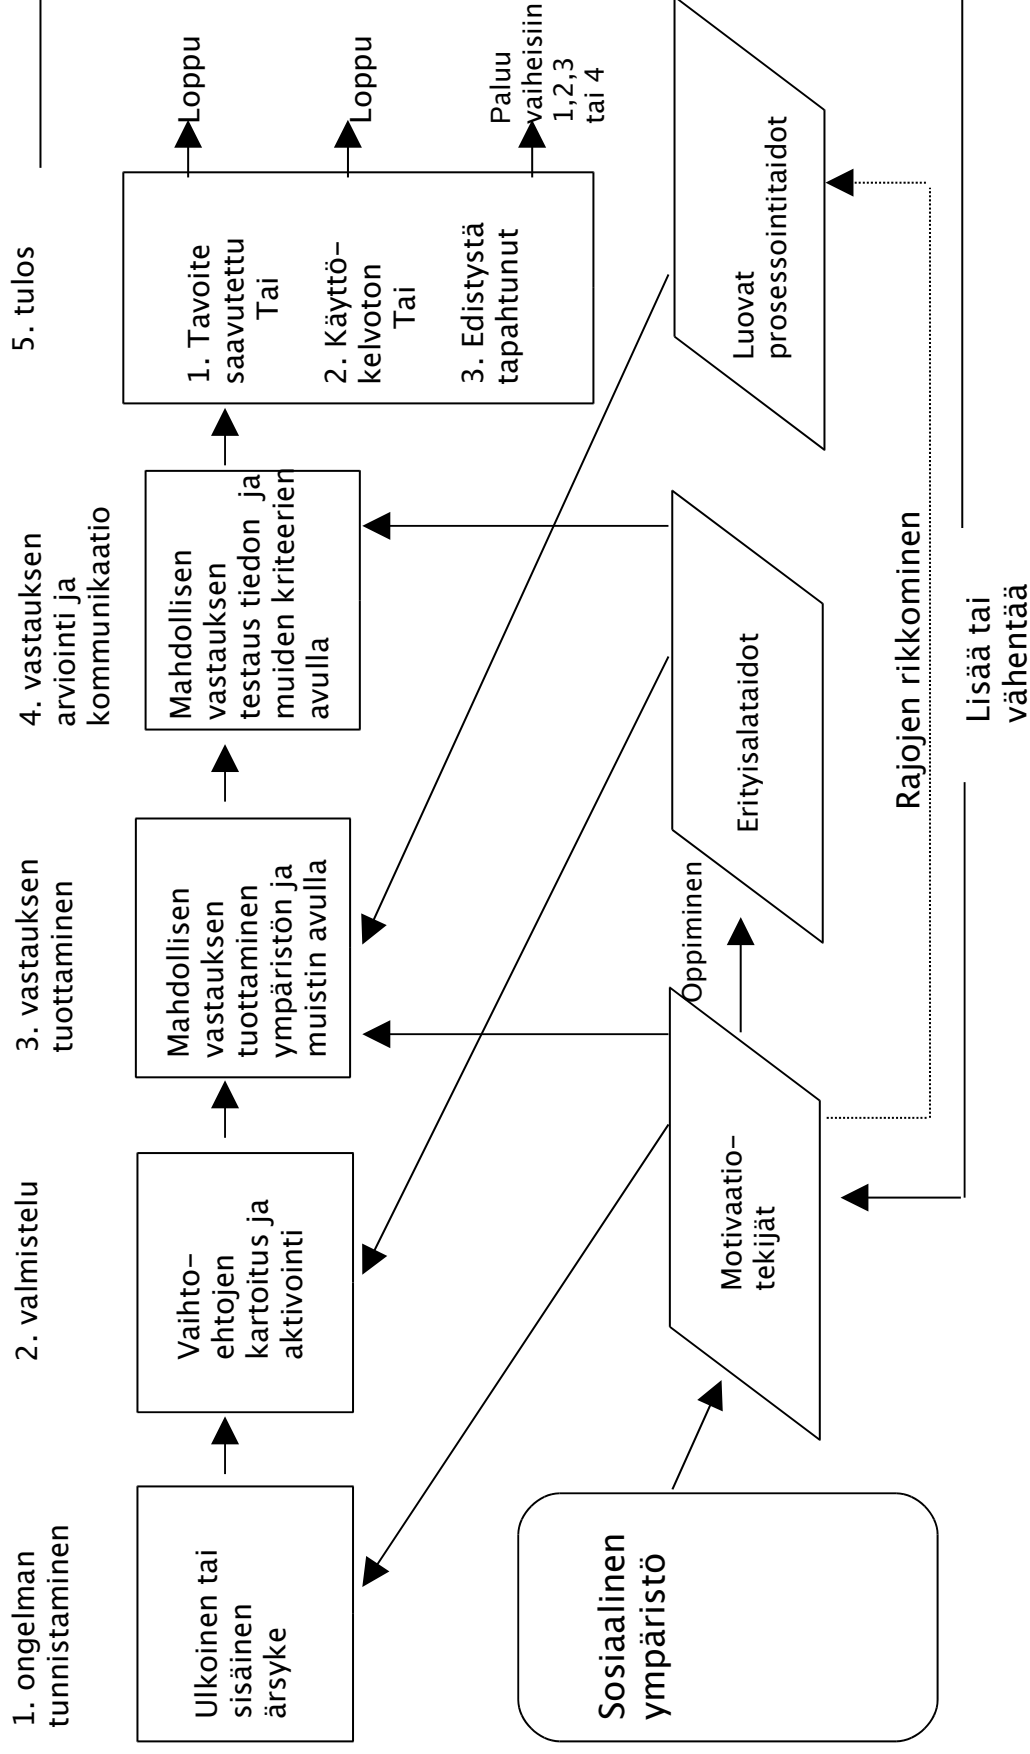 1. ongelman
tunnistaminen
2. valmistelu
3. vastauksen
tuottaminen
4. vastauksen
arviointi ja
kommunikaatio
5. tulos
Ulkoinen tai
sisäinen
ärsyke
Vaihto-
ehtojen
kartoitus ja
aktivointi
Mahdollisen
vastauksen
tuottaminen
ympäristön ja
muistin avulla
Mahdollisen
vastauksen
testaus tiedon ja
muiden kriteerien
avulla
1. Tavoite
saavutettu
Tai
2. Käyttö-
kelvoton
Tai
3. Edistystä
tapahtunut
Loppu
Loppu
Paluu
vaiheisiin
1,2,3
tai 4
Sosiaalinen
ympäristö
Motivaatio-
tekijät
Oppiminen
Erityisalataidot
Luovat
prosessointitaidot
Rajojen rikkominen
Lisää tai
vähentää